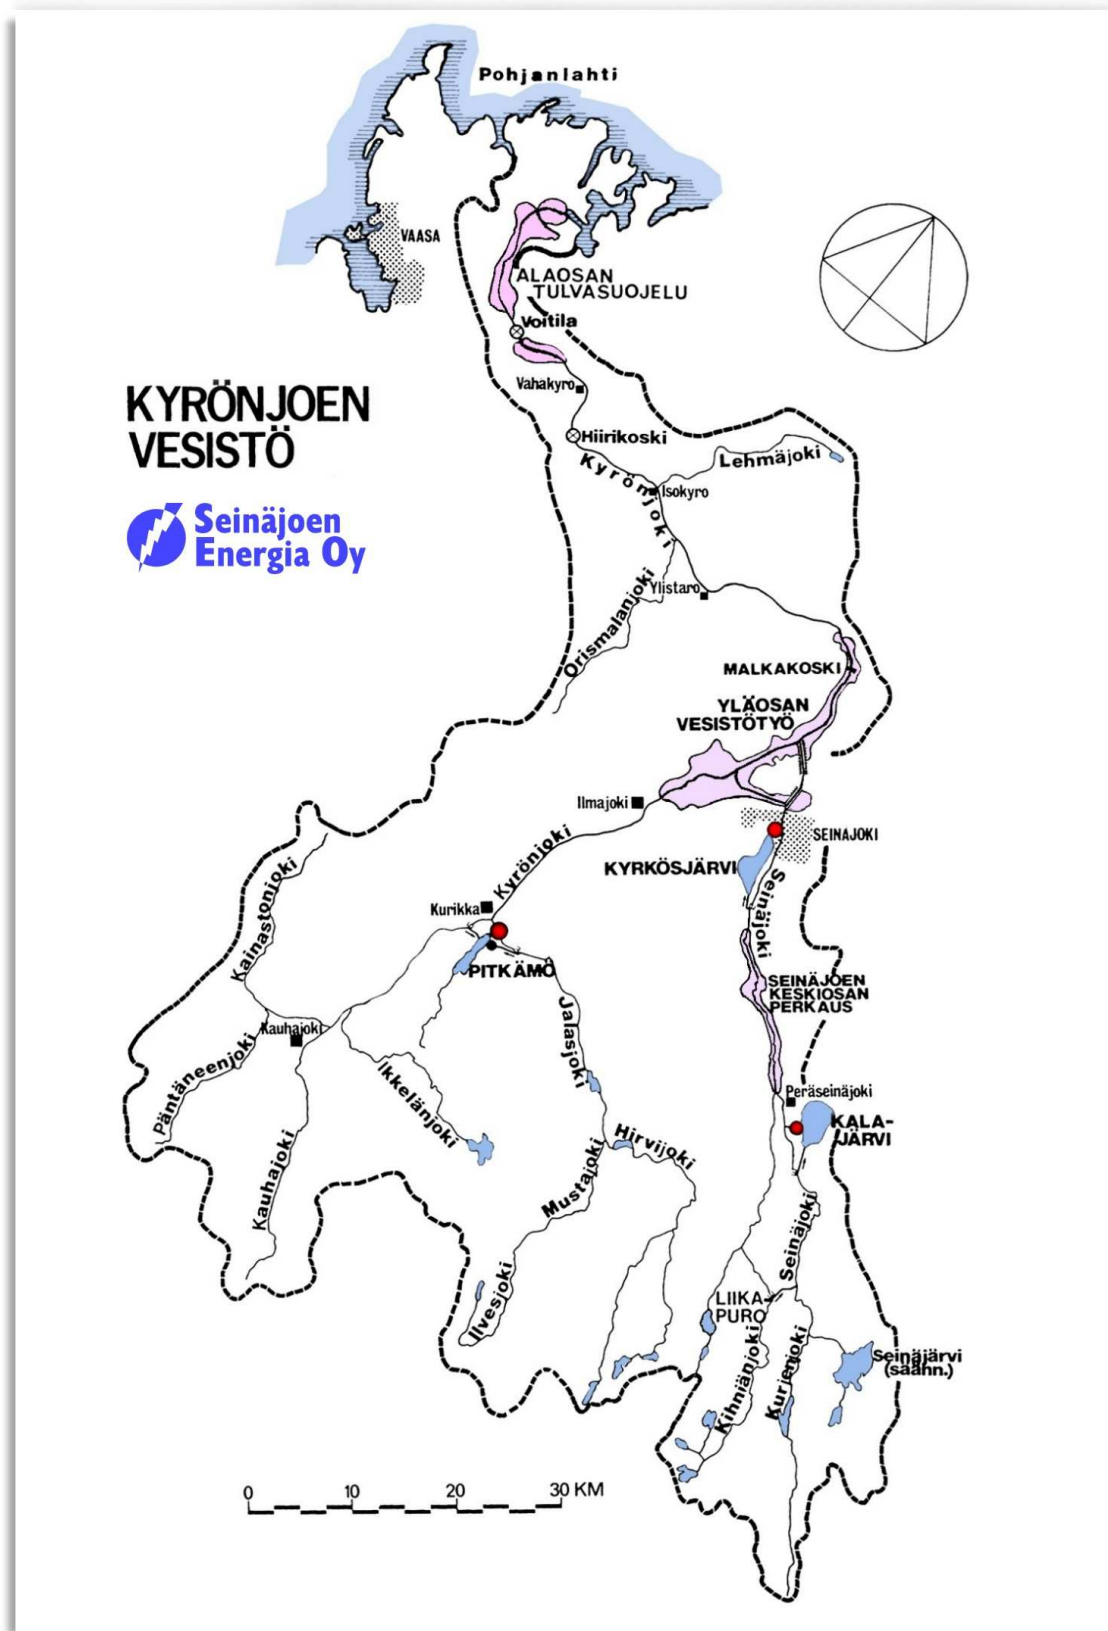 Pohjanlahti
VAASA
ALAOSAN
TULVASUOJELU
Voitila
KYRÖNJOEN
VESISTÖ
Vahakyro
Hiirikoski
Lehmäjoki
Kyrönjoki
Isokyro
Seinäjoen
Energia Oy
Ylistaro
Orismalanjoki
MALKAKOSKI
YLÄOSAN
VESISTÖTYÖ
Ilmajoki
SEINAJOKI
Kyrönjoki
KYRKÖSJÄRVI
Seinäjoki
Kurikka
Kainastonjoki
PITKÄMÖ
SEINÄJOEN
KESKIOSAN
PERKAUS
Kauhajoki
Jalasjoki
Päntäneenjoki
Ikkelänjoki
Peräseinäjoki
KALA-
JÄRVI
Hirvijoki
Mustajoki
Kauhajoki
Seinäjoki
Ilvesjoki
LIIKA-
PURO
Kihniänjoki
Kurjenjoki
Seinäjärvi
(säähn.)
0 10 20 30 KM